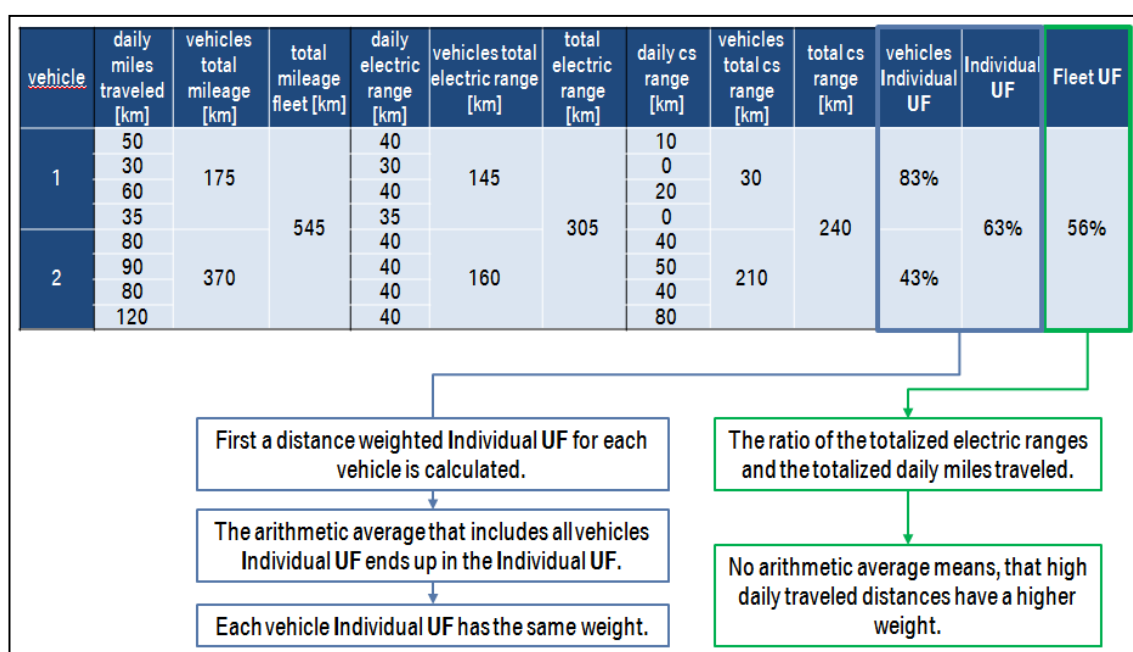 vehicle
daily
miles
traveled
[km]
vehicles
total
mileage
[km]
total
mileage
fleet [km]
daily
electric
range
[km]
vehicles total
electric range
[km]
total
electric
range
[km]
daily cs
range
[km]
vehicles
total cs
range
[km]
total cs
range
[km]
vehicles
Individual
UF
Individual
UF
Fleet UF
1
50
30
60
35
175
545
40
30
40
35
145
305
10
0
20
0
30
240
83%
63%
56%
2
80
90
80
120
370
40
40
40
40
160
40
50
40
80
210
43%
First a distance weighted Individual UF for each
vehicle is calculated.
The arithmetic average that includes all vehicles
Individual UF ends up in the Individual UF.
Each vehicle Individual UF has the same weight.
The ratio of the totalized electric ranges
and the totalized daily miles traveled.
No arithmetic average means, that high
daily traveled distances have a higher
weight.